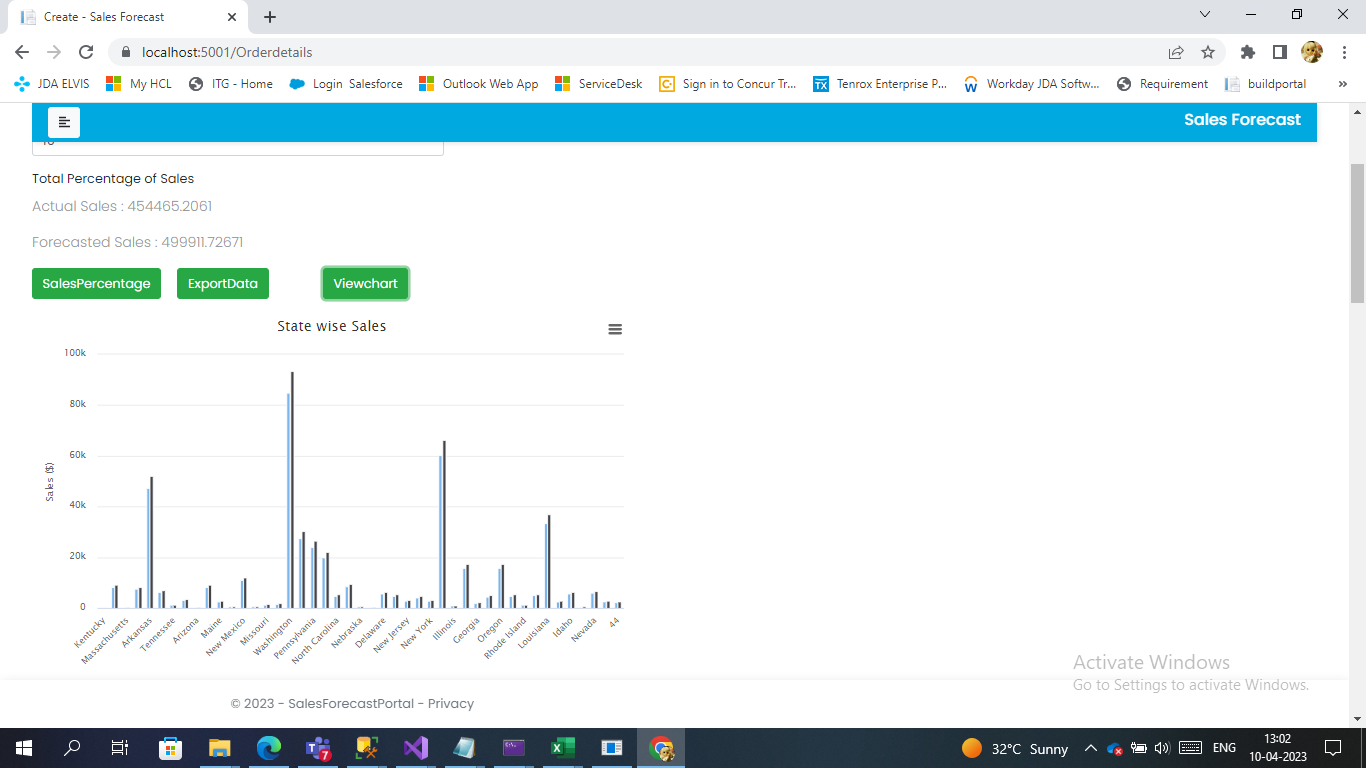 Create - Sales Forecast
localhost:5001/Orderdetails
JDA ELVIS
My HCL
ITG - Home
Login Salesforce
Outlook Web App
ServiceDesk
Sign in to Concur Tr...
Tenrox Enterprise P...
Workday JDA Softw...
Requirement
buildportal
»
Sales Forecast
Total Percentage of Sales
Actual Sales : 454465.2061
Forecasted Sales : 499911.72671
SalesPercentage
ExportData
Viewchart
State wise Sales
Sales ($)
100k
80k
60k
40k
20k
0
Kentucky
Massachusetts
Arkansas
Tennessee
Arizona
Maine
New Mexico
Missouri
Washington
Pennsylvania
North Carolina
Nebraska
Delaware
New Jersey
New York
Illinois
Georgia
Oregon
Rhode Island
Louisiana
Idaho
Nevada
44
Activate Windows
Go to Settings to activate Windows.
© 2023 - SalesForecastPortal - Privacy
7
32°C Sunny
ENG
13:02
10-04-2023